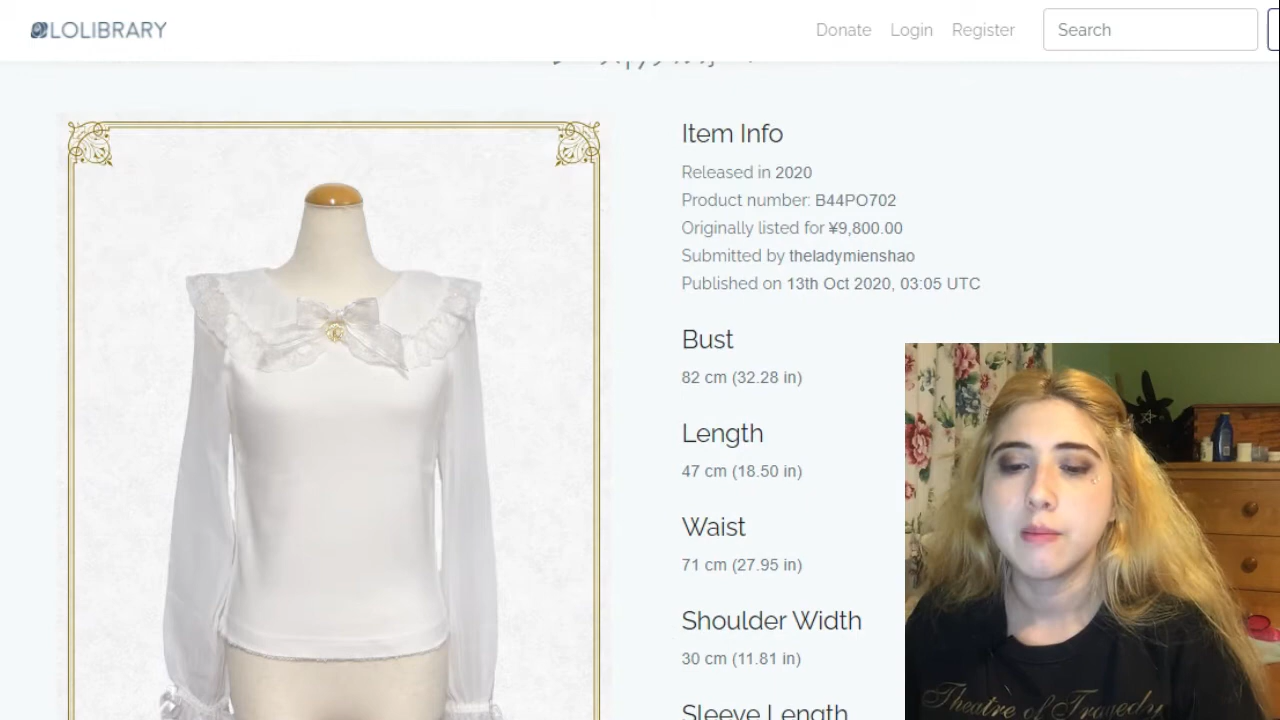 LOLIBRARY
Donate
Login
Register
Search
Item Info
Released in 2020
Product number: B44PO702
Originally listed for ¥9,800.00
Submitted by theladymienshao
Published on 13th Oct 2020, 03:05 UTC
Bust
82 cm (32.28 in)
Length
47 cm (18.50 in)
Waist
71 cm (27.95 in)
Shoulder Width
30 cm (11.81 in)
Sleeve Length
Theatre of Tragedy